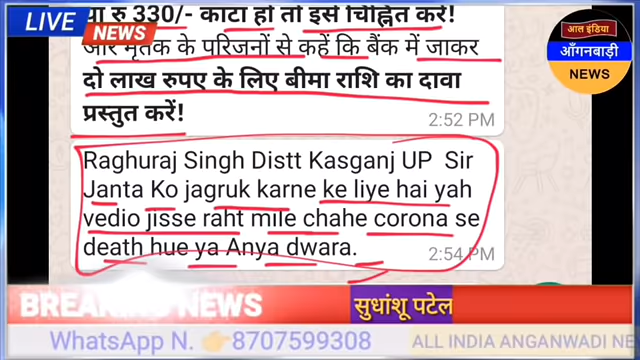 LIVE NEWS
आल इंडिया
आँगनबाड़ी
NEWS
या रु 330/- काटा हो तो इसे चिह्नित करें!
और मृतक के परिजनों से कहें कि बैंक में जाकर
दो लाख रुपए के लिए बीमा राशि का दावा
प्रस्तुत करें!
2:52 PM
Raghuraj Singh Distt Kasganj UP Sir
Janta Ko jagruk karne ke liye hai yah
vedio jisse raht mile chahe corona se
death hue ya Anya dwara.
2:54 PM
BREAKING NEWS
सुधांशू पटेल
WhatsApp N. 👉 8707599308
ALL INDIA ANGANWADI NE